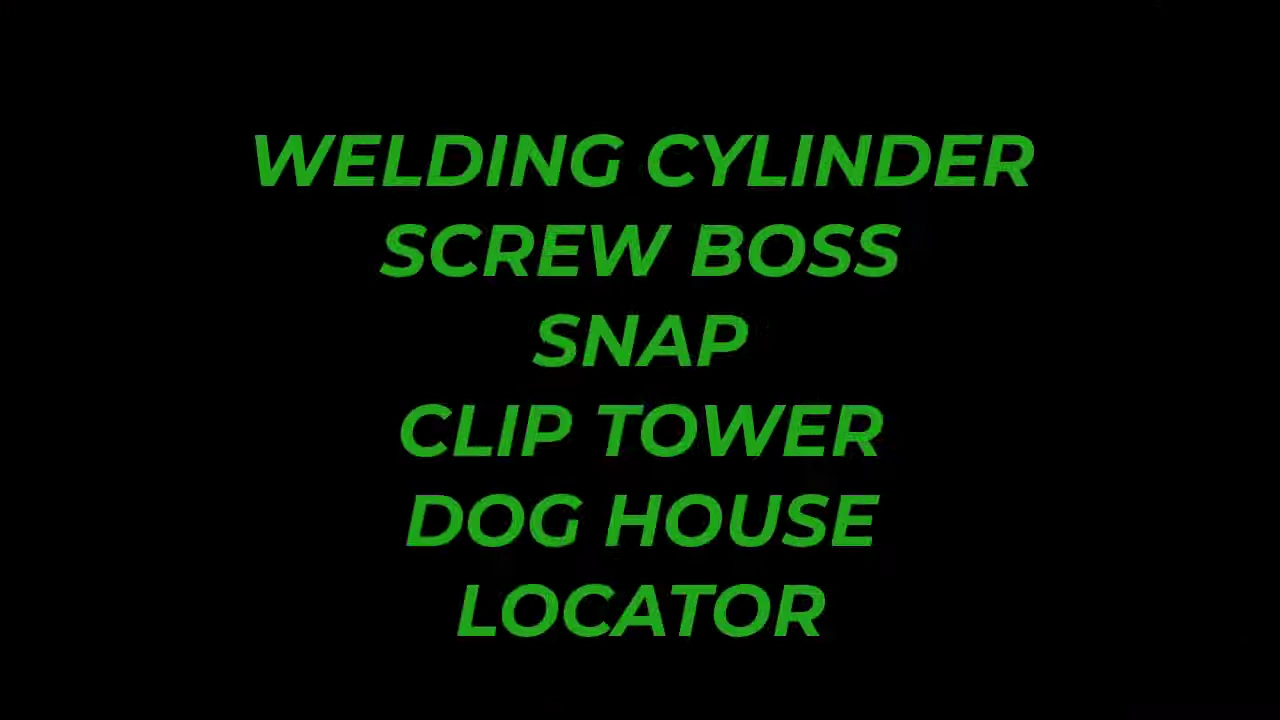 WELDING CYLINDER
SCREW BOSS
SNAP
CLIP TOWER
DOG HOUSE
LOCATOR